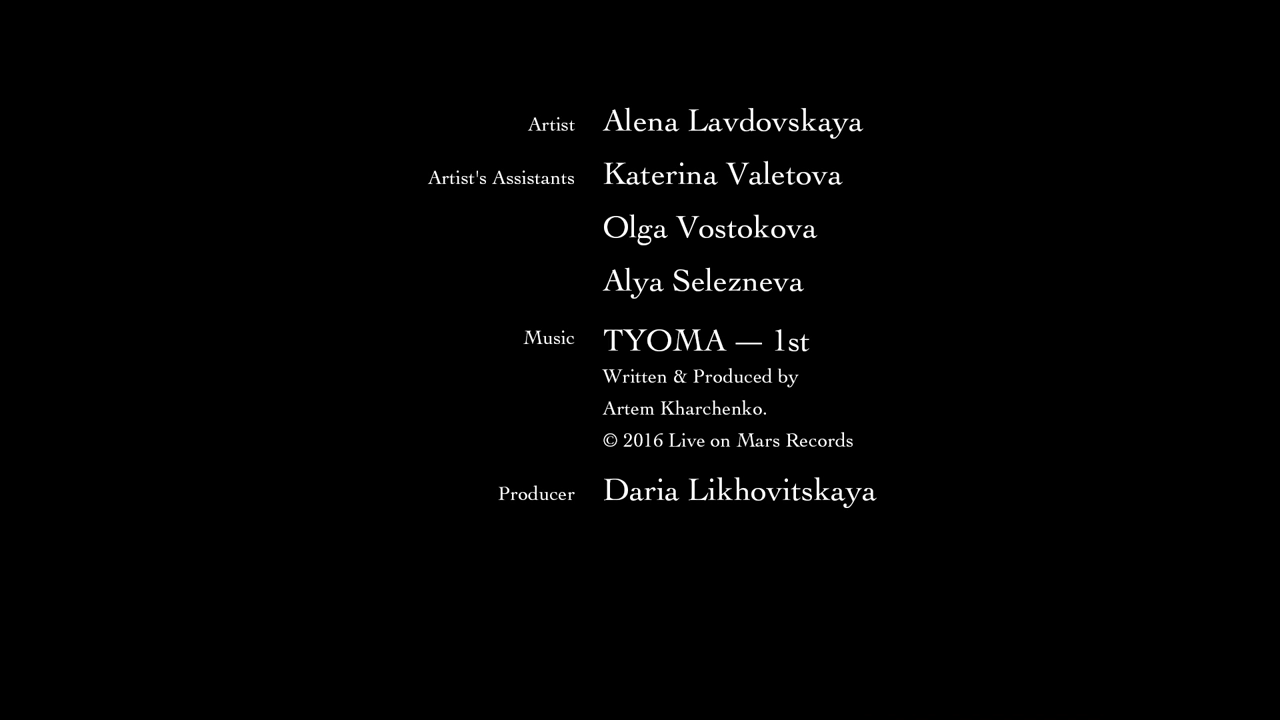 Artist Alena Lavdovskaya
Artist's Assistants Katerina Valetova
Olga Vostokova
Alya Selezneva
Music TYOMA — 1st
Written & Produced by
Artem Kharchenko.
© 2016 Live on Mars Records
Producer Daria Likhovitskaya